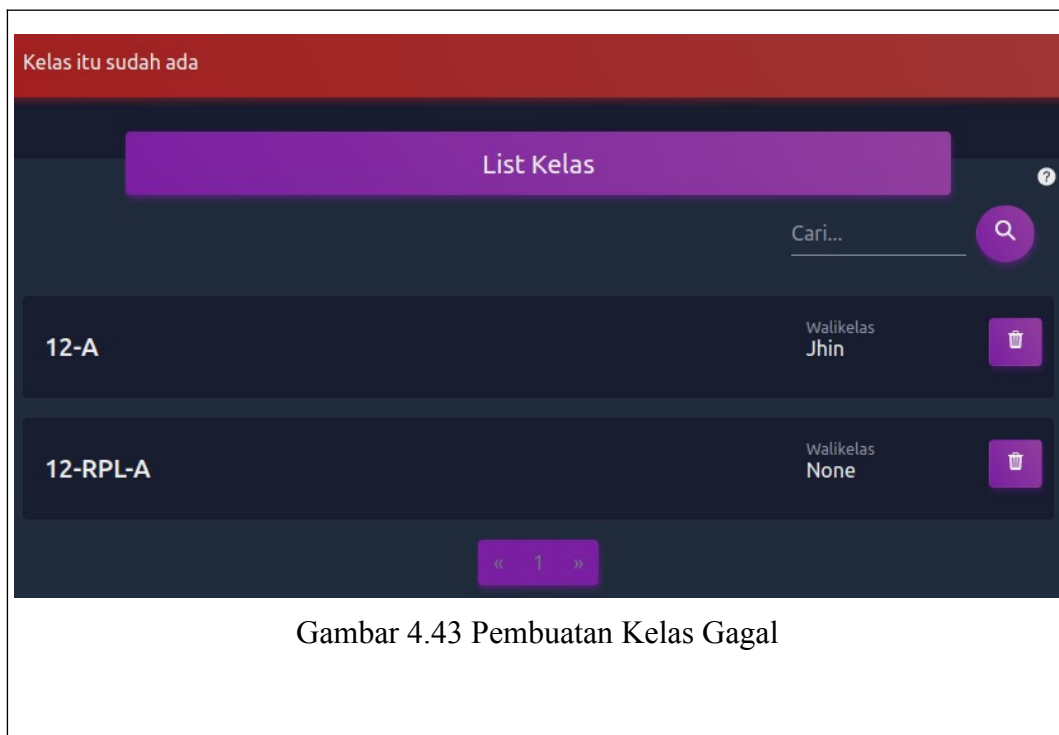 Kelas itu sudah ada
List Kelas
Cari...
12-A
Walikelas
Jhin
12-RPL-A
Walikelas
None
« 1 »
Gambar 4.43 Pembuatan Kelas Gagal